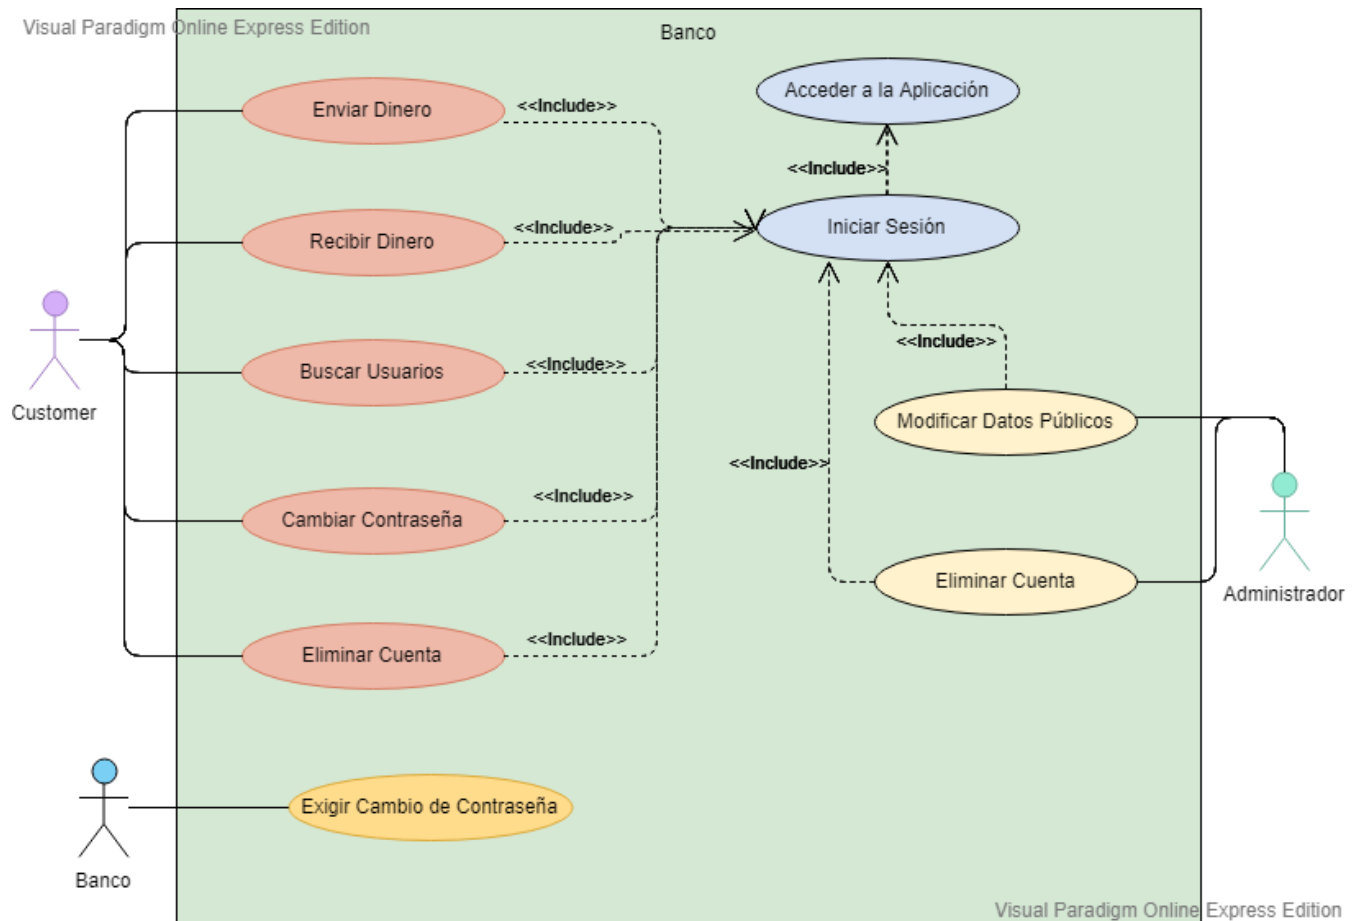 Visual Paradigm Online Express Edition
Banco
Enviar Dinero
<<Include>>
Acceder a la Aplicación
<<Include>>
Recibir Dinero
<<Include>>
Iniciar Sesión
Buscar Usuarios
<<Include>>
<<Include>>
Customer
Modificar Datos Públicos
<<Include>>
Cambiar Contraseña
<<Include>>
Eliminar Cuenta
Administrador
Eliminar Cuenta
<<Include>>
Exigir Cambio de Contraseña
Banco
Visual Paradigm Online Express Edition